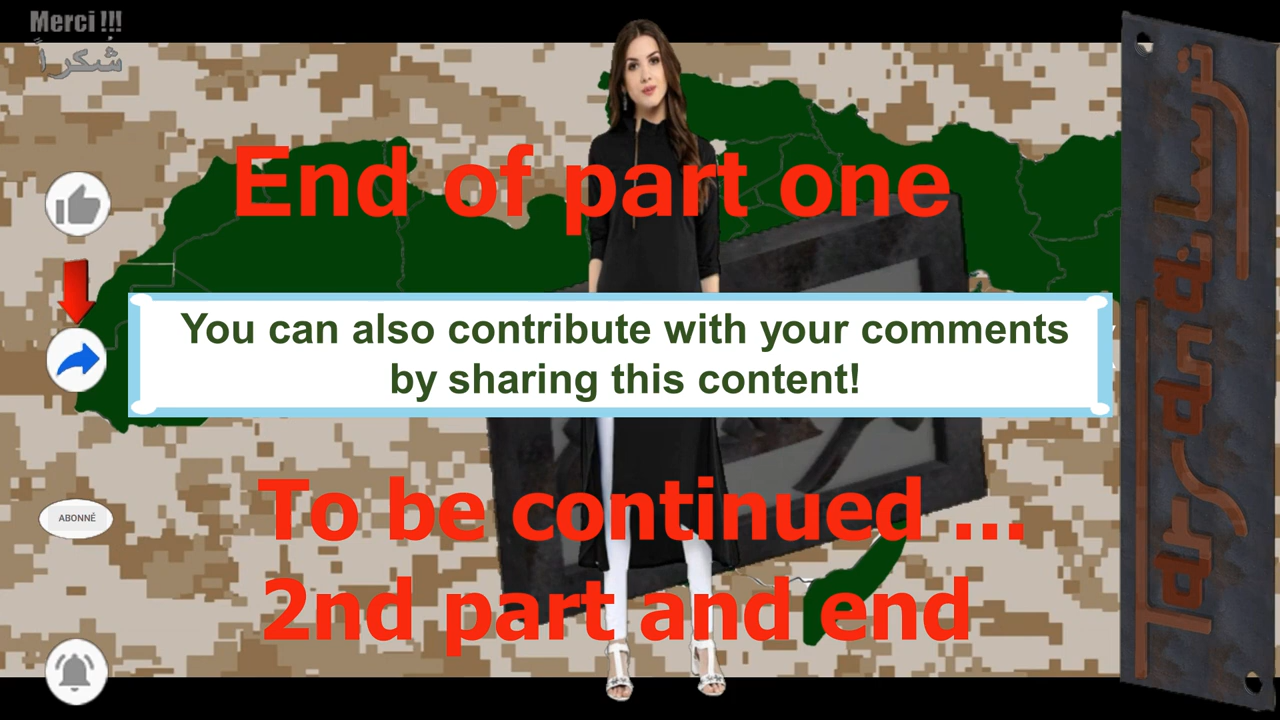 Merci !!!
شكراً
End of part one
You can also contribute with your comments
by sharing this content!
To be continued ...
2nd part and end
ABONNÉ